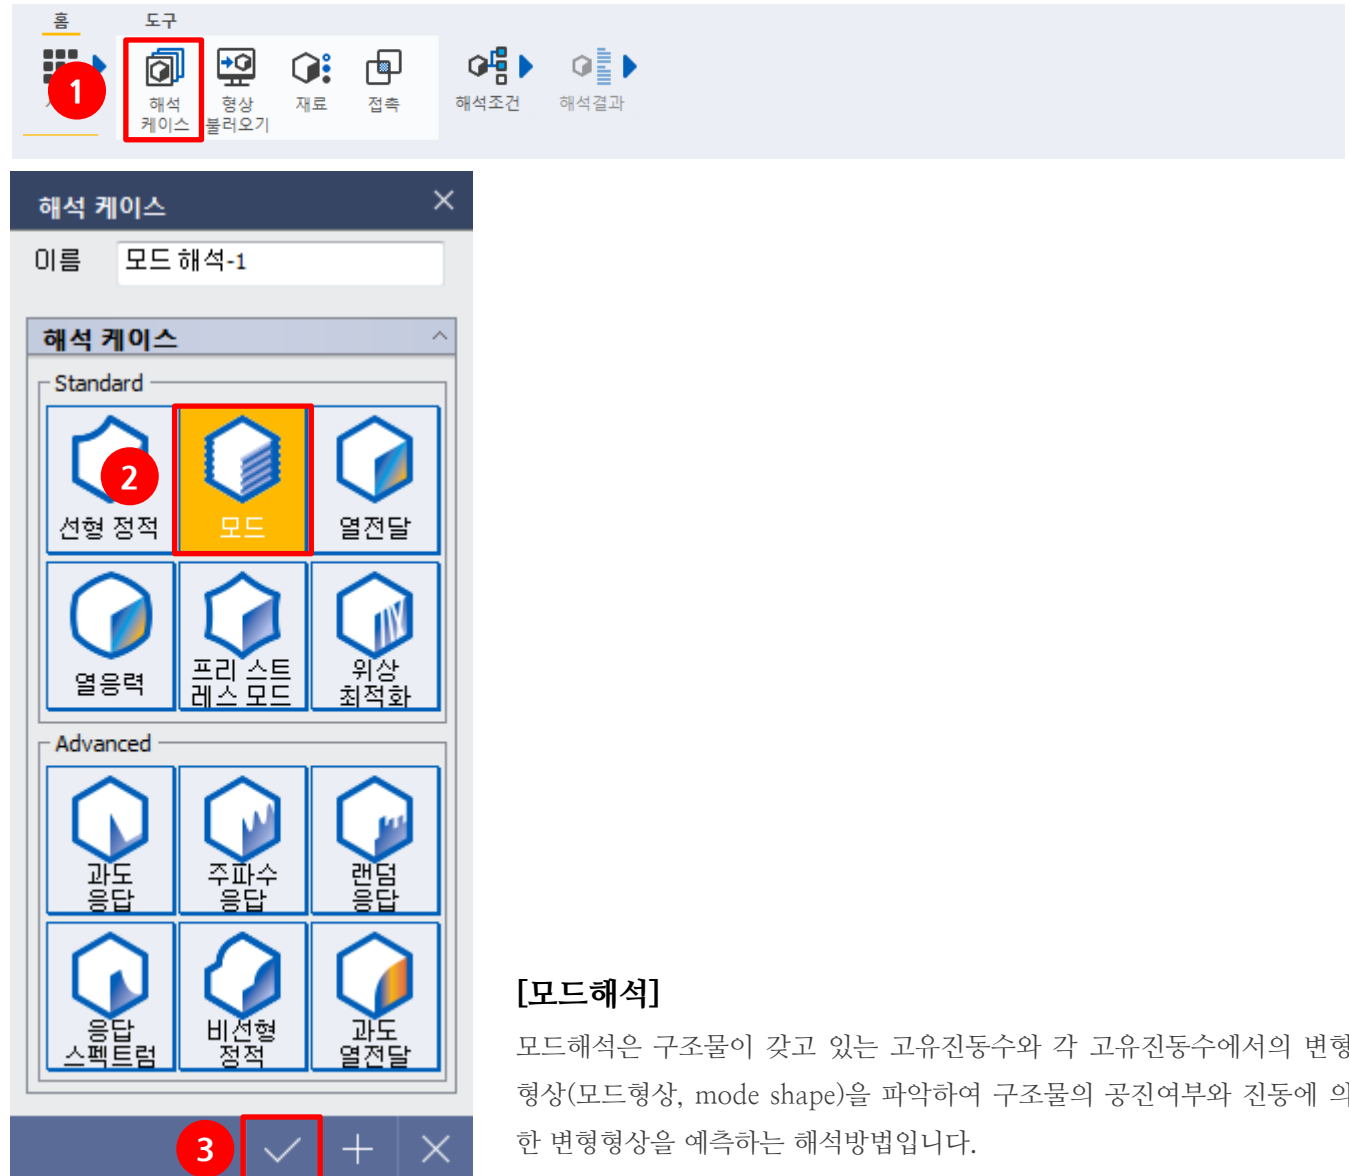 홈 도구
1
해석 형상 재료 접촉 해석조건 해석결과
케이스 불러오기
해석 케이스
이름 모드 해석-1
해석 케이스
Standard
2
선형 정적 모드 열전달
열응력 프리 스트 위상
레스 모드 최적화
Advanced
과도 주파수 랜덤
응답 응답 응답
응답 비선형 과도
스펙트럼 정적 열전달
3
[모드해석]
모드해석은 구조물이 갖고 있는 고유진동수와 각 고유진동수에서의 변형
형상(모드형상, mode shape)을 파악하여 구조물의 공진여부와 진동에 의
한 변형형상을 예측하는 해석방법입니다.